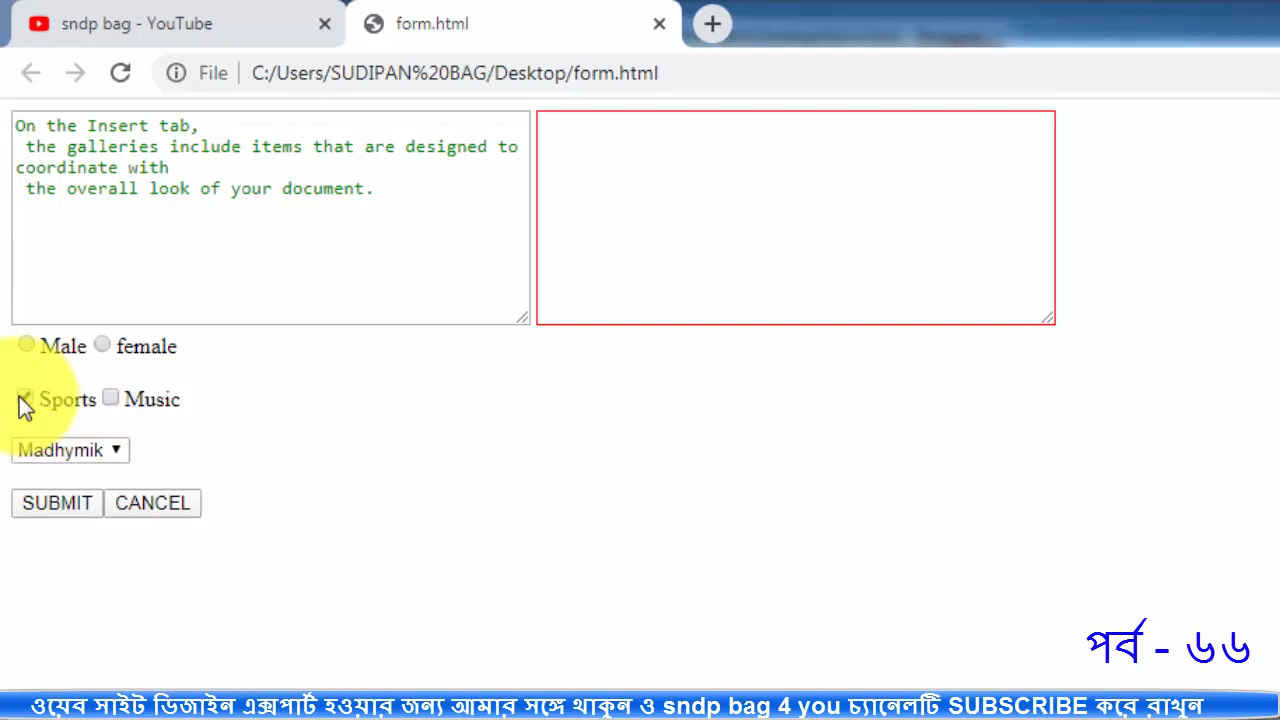 sndp bag - YouTube
form.html
File
C:/Users/SUDIPAN%20BAG/Desktop/form.html
On the Insert tab,
the galleries include items that are designed to
coordinate with
the overall look of your document.
Male female
Sports Music
Madhymik
SUBMIT CANCEL
পর্ব - ৬৬
ওয়েব সাইট ডিজাইন এক্সপার্ট হওয়ার জন্য আমার সঙ্গে থাকুন ও sndp bag 4 you চ্যানেলটি SUBSCRIBE করে রাখুন